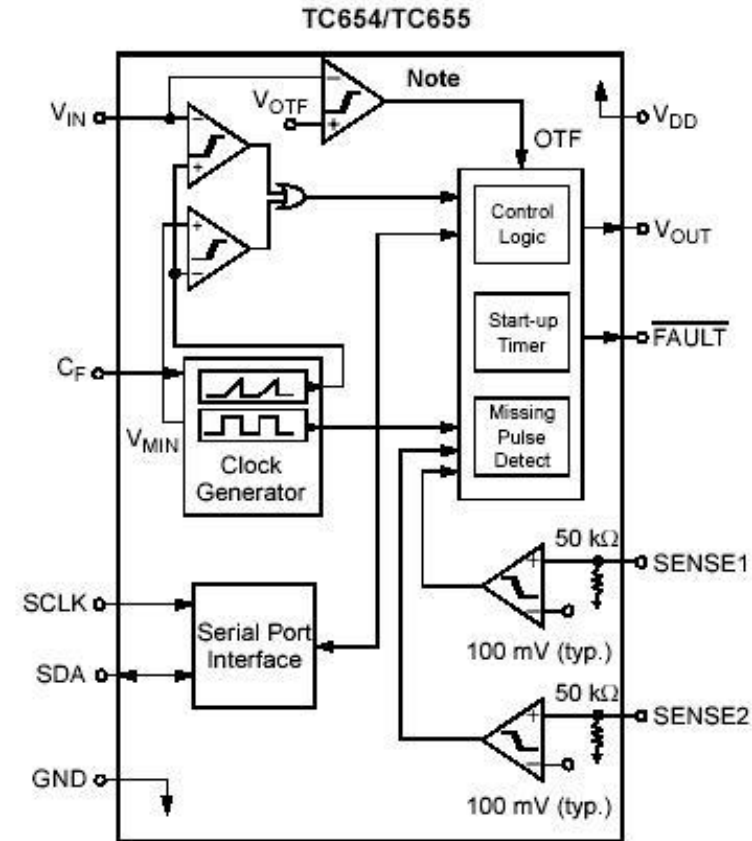 TC654/TC655
Note
VIN
VOTF
VDD
OTF
Control
Logic
VOUT
Start-up
Timer
FAULT
CF
VMIN
Clock
Generator
Missing
Pulse
Detect
50 kΩ
SENSE1
100 mV (typ.)
SCLK
SDA
Serial Port
Interface
50 kΩ
SENSE2
100 mV (typ.)
GND